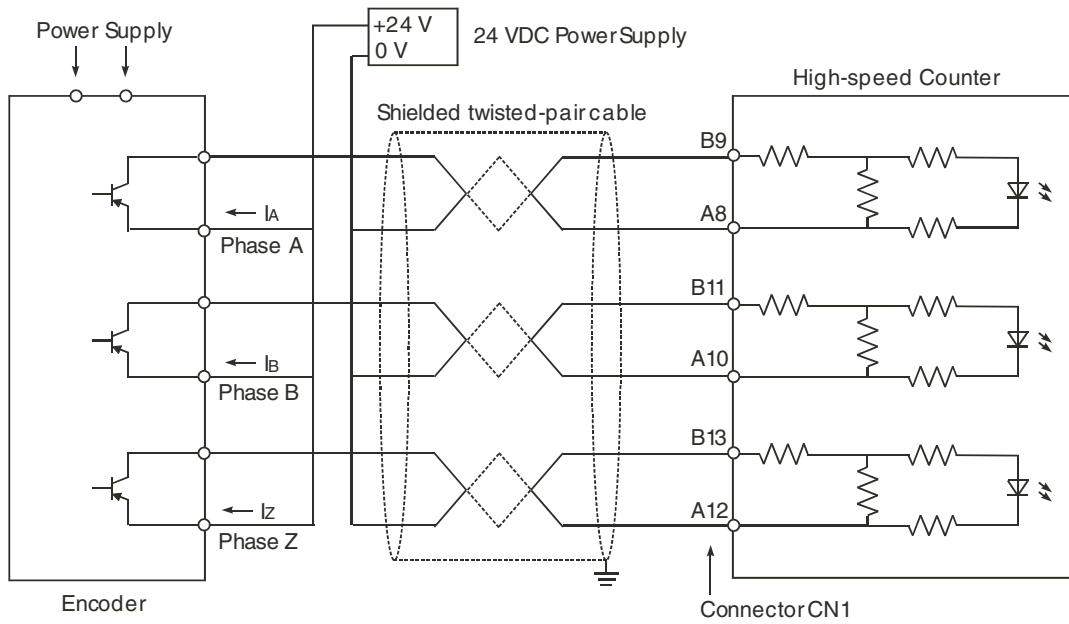 Power Supply
+24 V
0 V
24 VDC Power Supply
High-speed Counter
Shielded twisted-pair cable
B9
IA
A8
Phase A
B11
IB
A10
Phase B
B13
IZ
A12
Phase Z
Encoder
Connector CN1